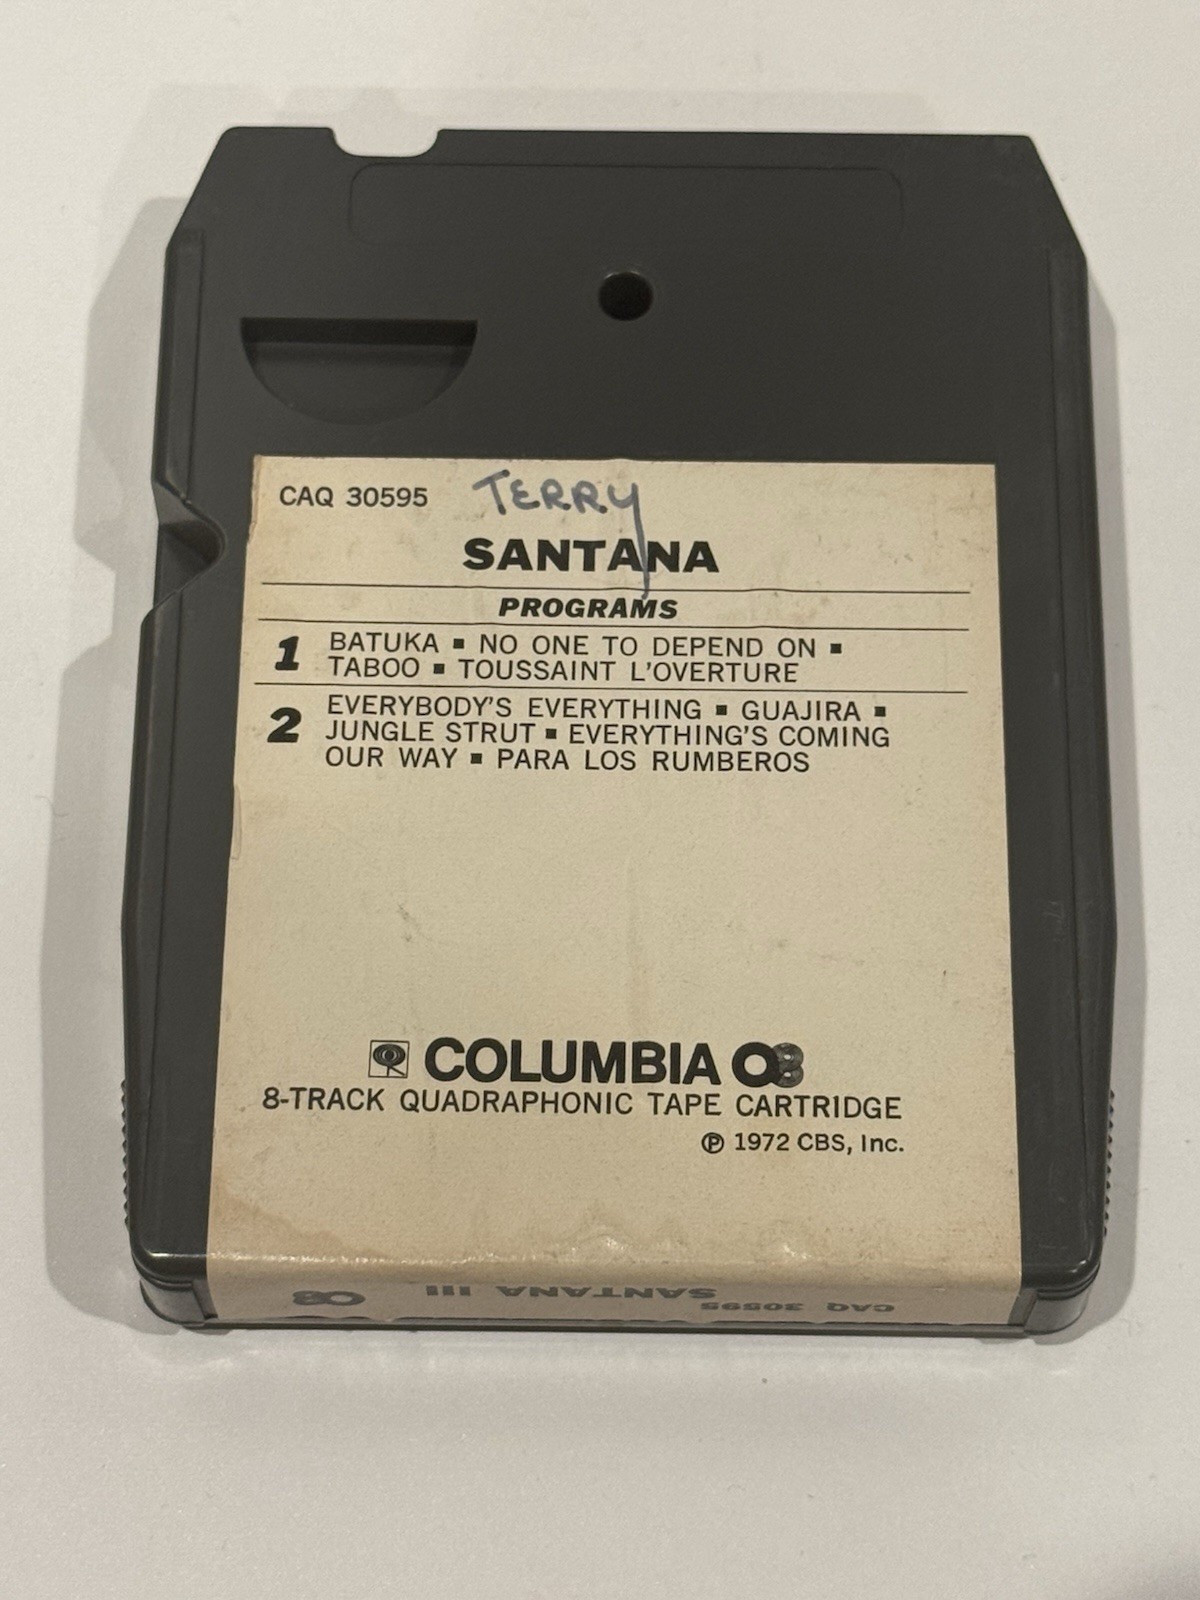 CAQ 30595 TERRY
SANTANA
PROGRAMS
1 BATUKA ▪ NO ONE TO DEPEND ON ▪
TABOO ▪ TOUSSAINT L'OVERTURE
2 EVERYBODY'S EVERYTHING ▪ GUAJIRA ▪
JUNGLE STRUT ▪ EVERYTHING'S COMING
OUR WAY ▪ PARA LOS RUMBEROS
COLUMBIA Q8
8-TRACK QUADRAPHONIC TAPE CARTRIDGE
℗ 1972 CBS, Inc.
CAQ 30595 SANTANA III Q8